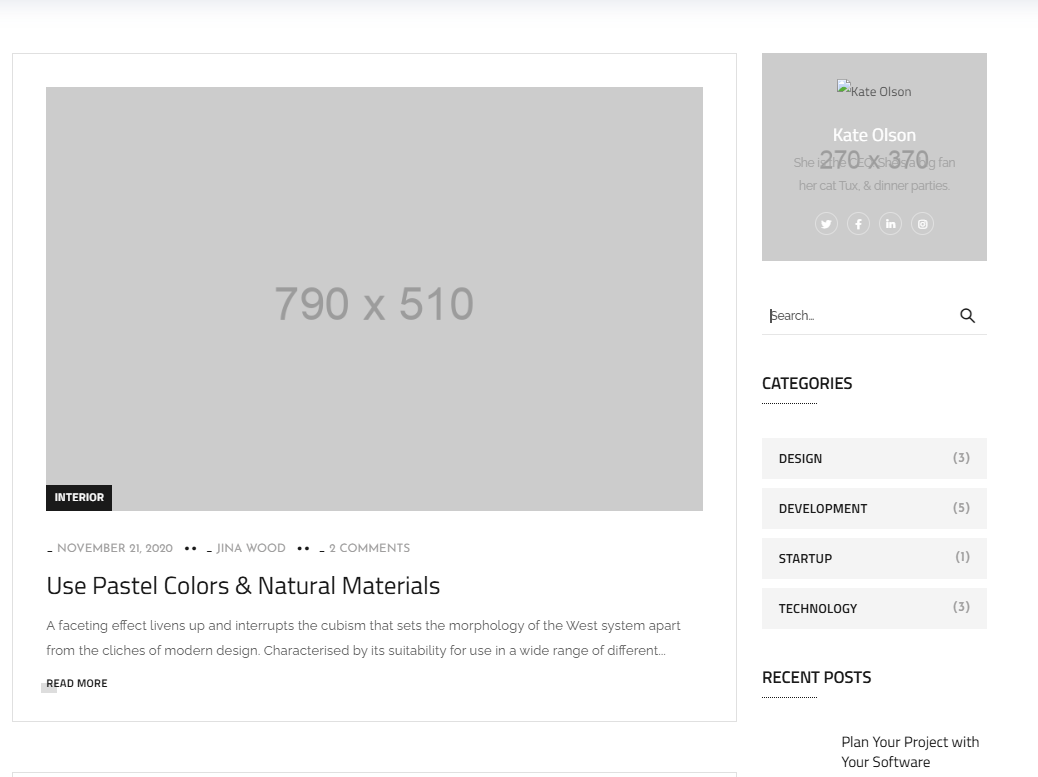 790 x 510
INTERIOR
NOVEMBER 21, 2020 •• JINA WOOD •• 2 COMMENTS
Use Pastel Colors & Natural Materials
A faceting effect livens up and interrupts the cubism that sets the morphology of the West system apart
from the cliches of modern design. Characterised by its suitability for use in a wide range of different...
READ MORE
Kate Olson
Kate Olson
270 x 370
She is the CEO. She's a big fan
her cat Tux, & dinner parties.
Search...
CATEGORIES
DESIGN (3)
DEVELOPMENT (5)
STARTUP (1)
TECHNOLOGY (3)
RECENT POSTS
Plan Your Project with
Your Software